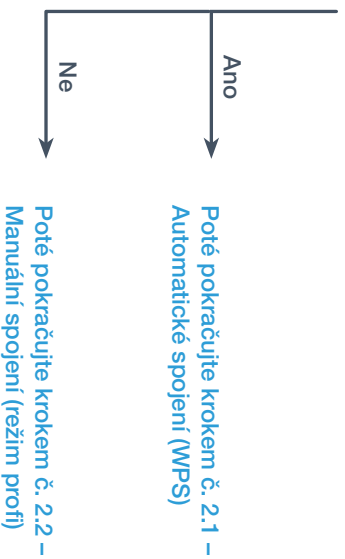 Ano
Poté pokračujte krokem č. 2.1 –
Automatické spojení (WPS)
Ne
Poté pokračujte krokem č. 2.2 –
Manuální spojení (režim profi)